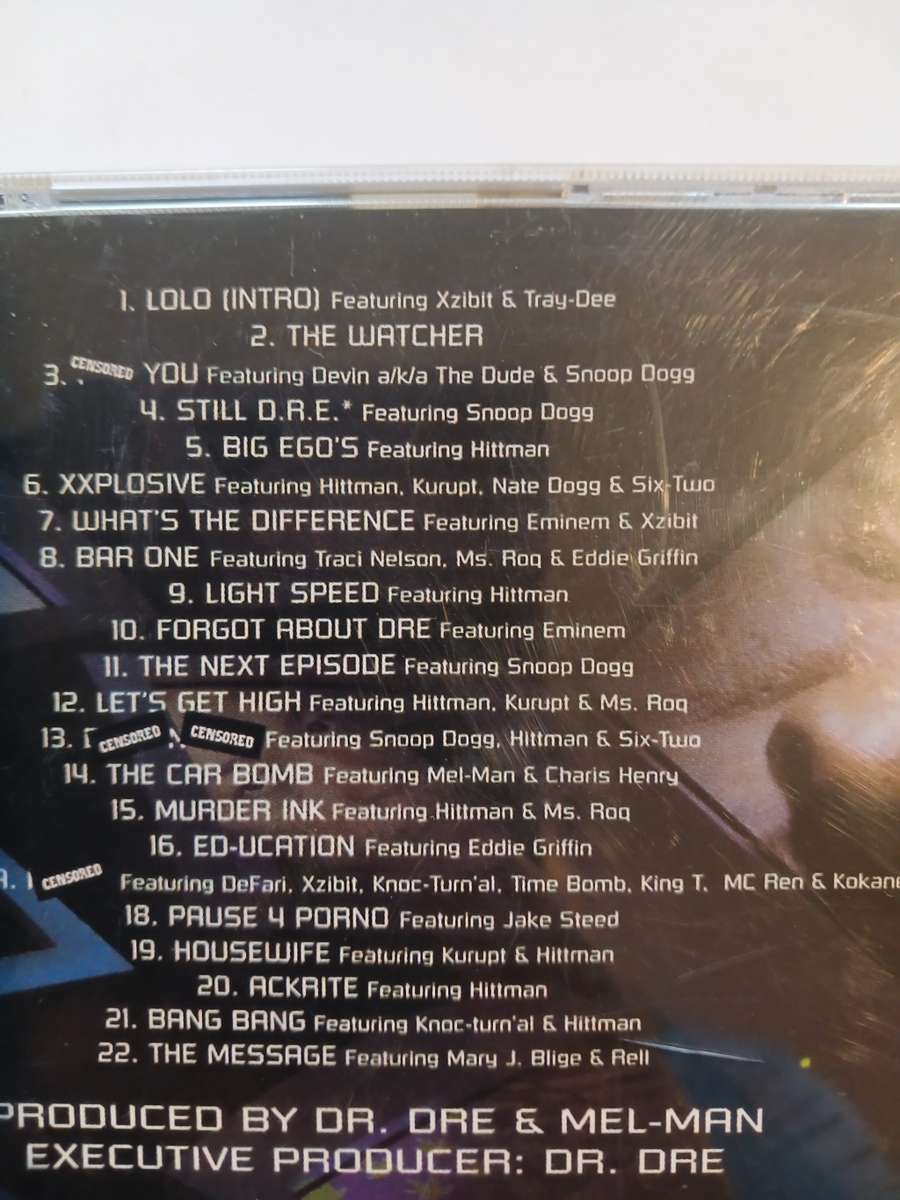 1. LOLO (INTRO) Featuring Xzibit & Tray-Dee
2. THE WATCHER
3. CENSORED YOU Featuring Devin a/k/a The Dude & Snoop Dogg
4. STILL D.R.E.* Featuring Snoop Dogg
5. BIG EGO'S Featuring Hittman
6. XXPLOSIVE Featuring Hittman, Kurupt, Nate Dogg & Six-Two
7. WHAT'S THE DIFFERENCE Featuring Eminem & Xzibit
8. BAR ONE Featuring Traci Nelson, Ms. Roq & Eddie Griffin
9. LIGHT SPEED Featuring Hittman
10. FORGOT ABOUT DRE Featuring Eminem
11. THE NEXT EPISODE Featuring Snoop Dogg
12. LET'S GET HIGH Featuring Hittman, Kurupt & Ms. Roq
13. CENSORED CENSORED Featuring Snoop Dogg, Hittman & Six-Two
14. THE CAR BOMB Featuring Mel-Man & Charis Henry
15. MURDER INK Featuring Hittman & Ms. Roq
16. ED-UCATION Featuring Eddie Griffin
CENSORED Featuring DeFari, Xzibit, Knoc-Turn'al, Time Bomb, King T, MC Ren & Kokane
18. PAUSE 4 PORNO Featuring Jake Steed
19. HOUSEWIFE Featuring Kurupt & Hittman
20. ACKRITE Featuring Hittman
21. BANG BANG Featuring Knoc-turn'al & Hittman
22. THE MESSAGE Featuring Mary J. Blige & Rell
PRODUCED BY DR. DRE & MEL-MAN
EXECUTIVE PRODUCER: DR. DRE